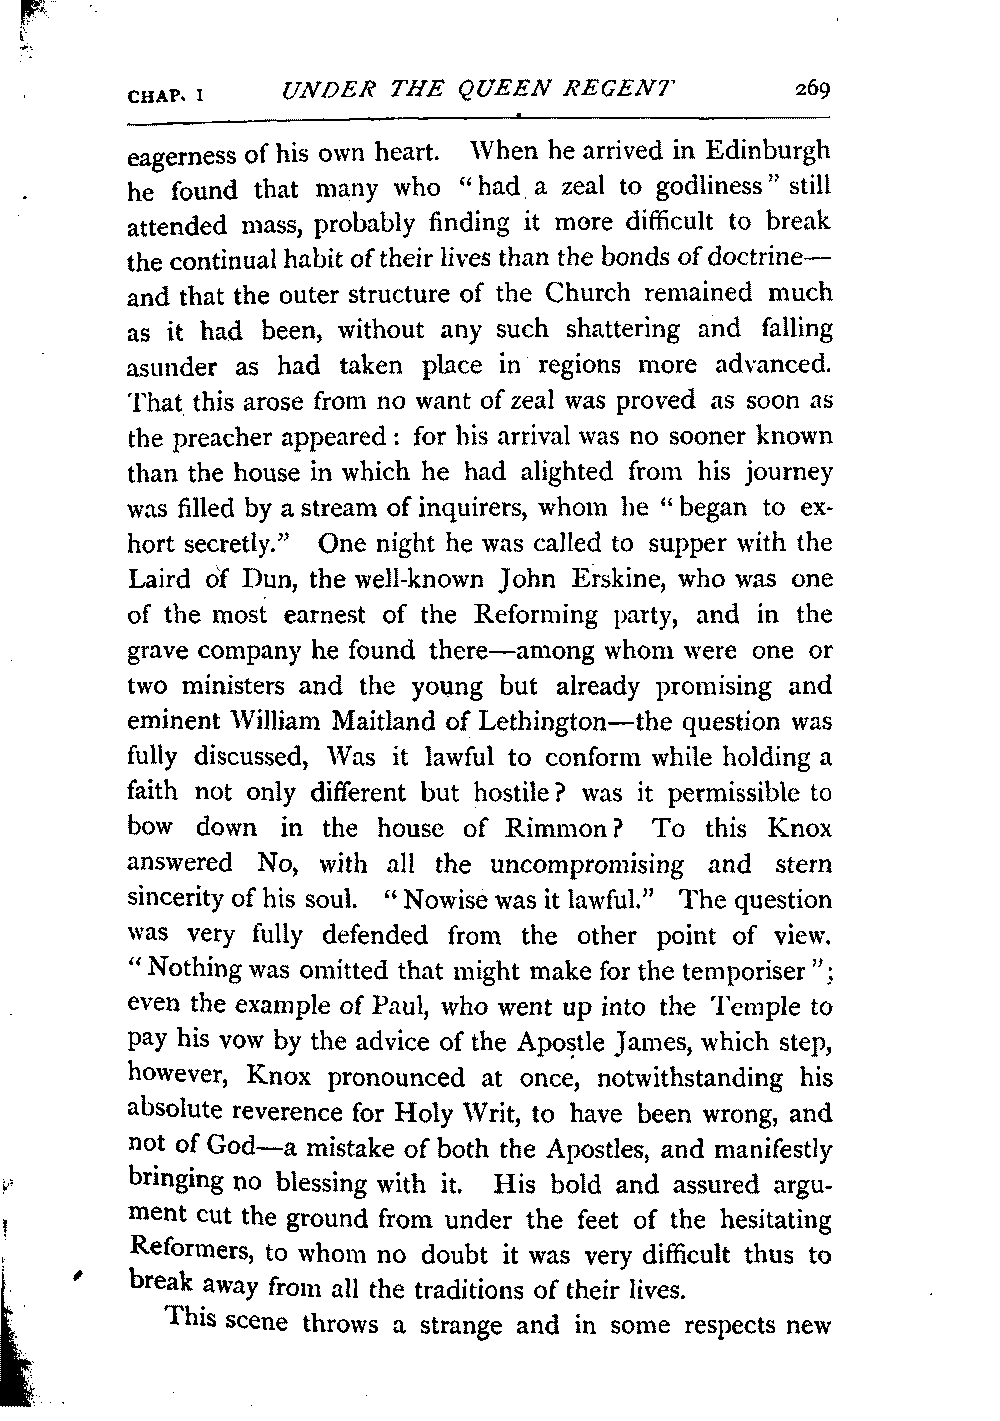 CHAP. I UNDER THE QUEEN REGENT 269
eagerness of his own heart. When he arrived in Edinburgh
he found that many who “had a zeal to godliness” still
attended mass, probably finding it more difficult to break
the continual habit of their lives than the bonds of doctrine—
and that the outer structure of the Church remained much
as it had been, without any such shattering and falling
asunder as had taken place in regions more advanced.
That this arose from no want of zeal was proved as soon as
the preacher appeared: for his arrival was no sooner known
than the house in which he had alighted from his journey
was filled by a stream of inquirers, whom he “began to ex-
hort secretly.” One night he was called to supper with the
Laird of Dun, the well-known John Erskine, who was one
of the most earnest of the Reforming party, and in the
grave company he found there—among whom were one or
two ministers and the young but already promising and
eminent William Maitland of Lethington—the question was
fully discussed, Was it lawful to conform while holding a
faith not only different but hostile? was it permissible to
bow down in the house of Rimmon? To this Knox
answered No, with all the uncompromising and stern
sincerity of his soul. “Nowise was it lawful.” The question
was very fully defended from the other point of view.
“Nothing was omitted that might make for the temporiser”;
even the example of Paul, who went up into the Temple to
pay his vow by the advice of the Apostle James, which step,
however, Knox pronounced at once, notwithstanding his
absolute reverence for Holy Writ, to have been wrong, and
not of God—a mistake of both the Apostles, and manifestly
bringing no blessing with it. His bold and assured argu-
ment cut the ground from under the feet of the hesitating
Reformers, to whom no doubt it was very difficult thus to
break away from all the traditions of their lives.
This scene throws a strange and in some respects new